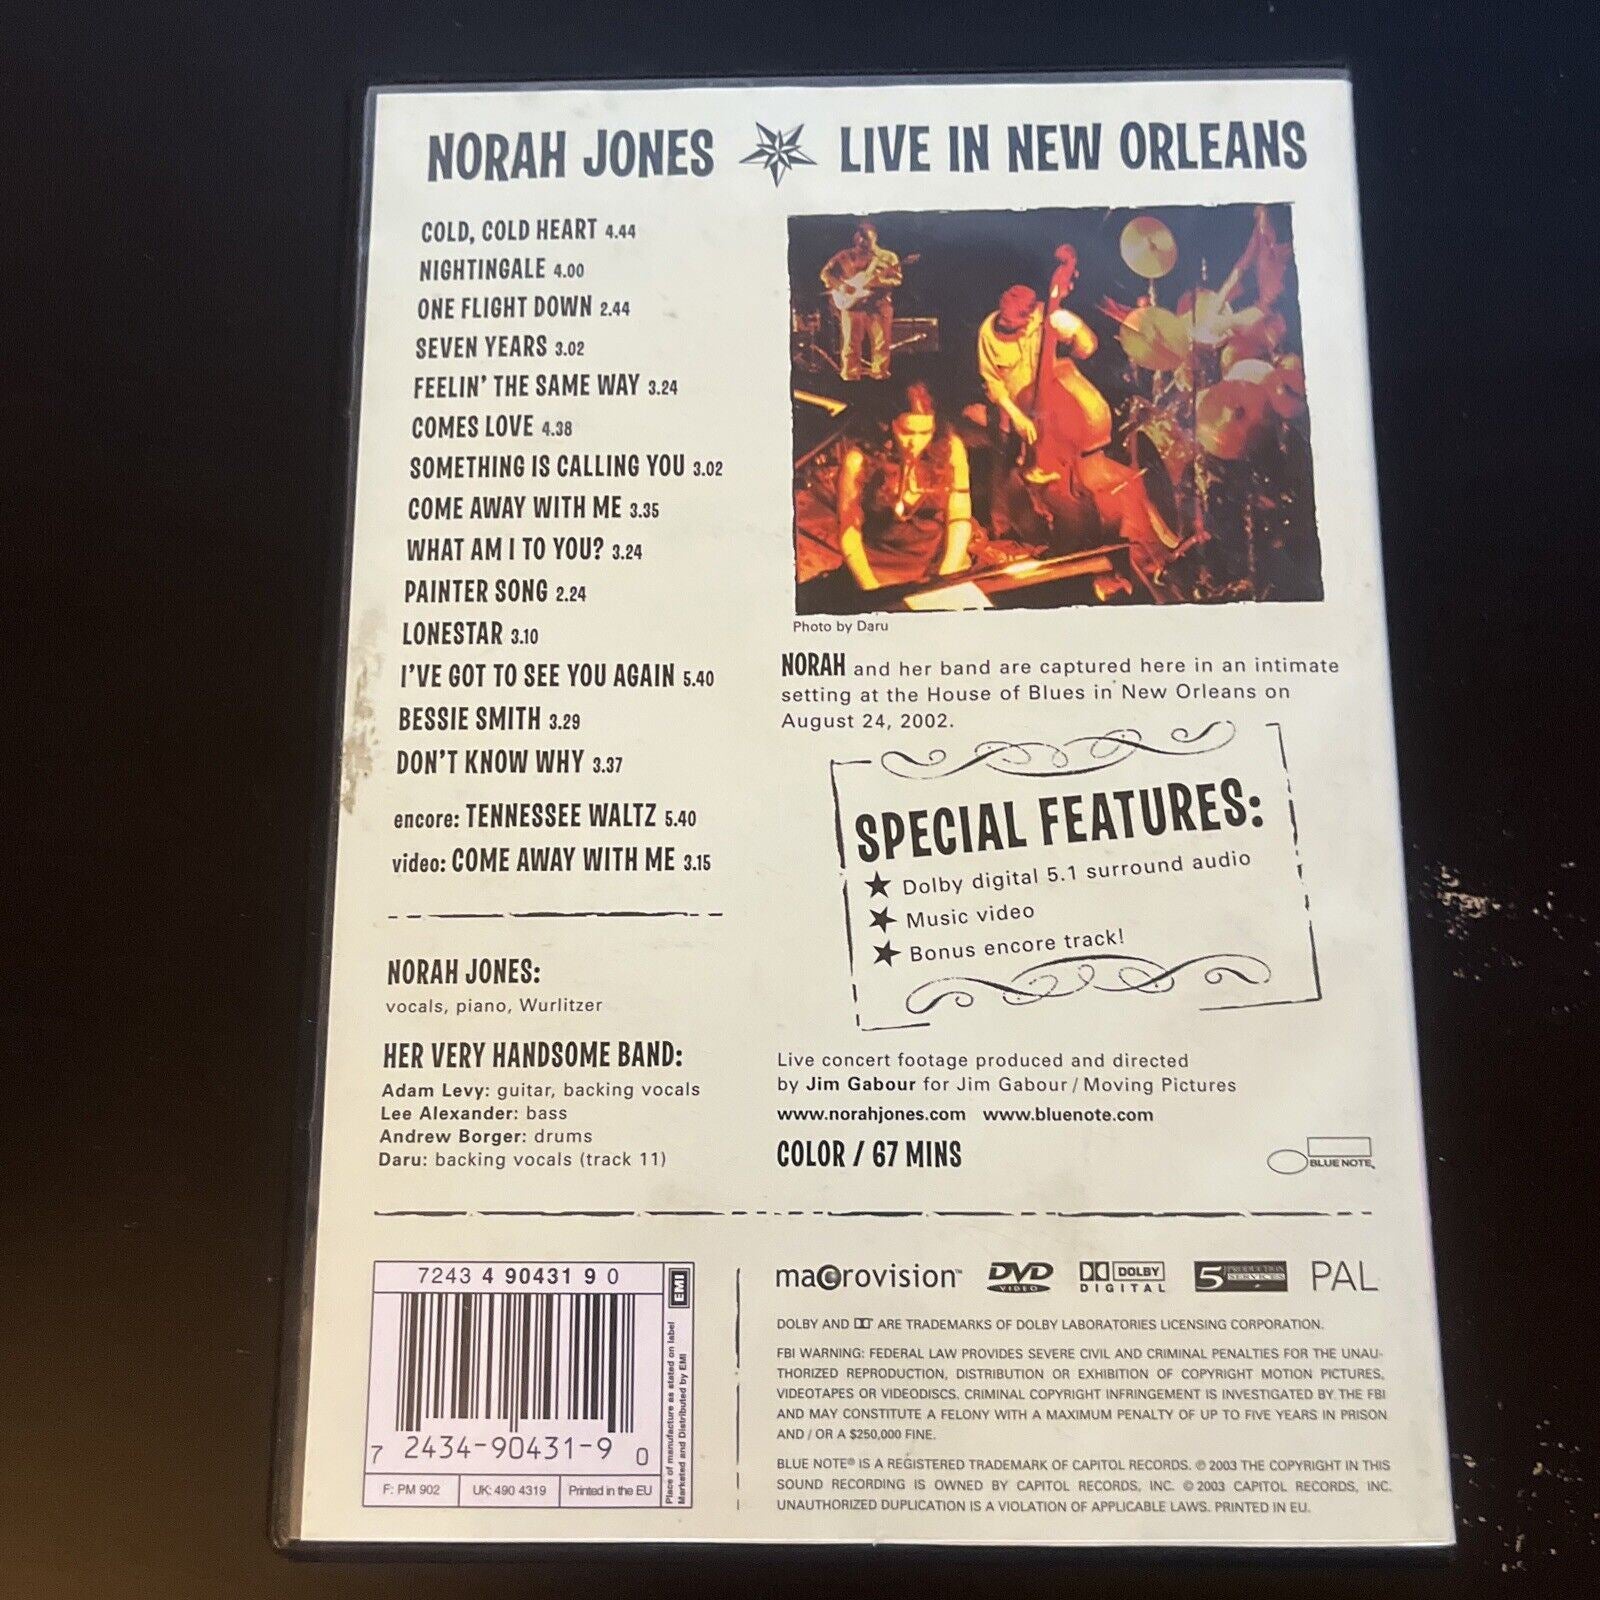 NORAH JONES LIVE IN NEW ORLEANS
COLD, COLD HEART 4.44
NIGHTINGALE 4.00
ONE FLIGHT DOWN 2.44
SEVEN YEARS 3.02
FEELIN' THE SAME WAY 3.24
COMES LOVE 4.38
SOMETHING IS CALLING YOU 3.02
COME AWAY WITH ME 3.35
WHAT AM I TO YOU? 3.24
PAINTER SONG 2.24
LONESTAR 3.10
I'VE GOT TO SEE YOU AGAIN 5.40
BESSIE SMITH 3.29
DON'T KNOW WHY 3.37
encore: TENNESSEE WALTZ 5.40
video: COME AWAY WITH ME 3.15
NORAH JONES:
vocals, piano, Wurlitzer
HER VERY HANDSOME BAND:
Adam Levy: guitar, backing vocals
Lee Alexander: bass
Andrew Borger: drums
Daru: backing vocals (track 11)
Photo by Daru
NORAH and her band are captured here in an intimate
setting at the House of Blues in New Orleans on
August 24, 2002.
SPECIAL FEATURES:
★ Dolby digital 5.1 surround audio
★ Music video
★ Bonus encore track!
Live concert footage produced and directed
by Jim Gabour for Jim Gabour / Moving Pictures
www.norahjones.com www.bluenote.com
COLOR / 67 MINS
BLUE NOTE
7243 4 90431 9 0
EMI
7 2434-90431-9 0
F: PM 902 UK: 490 4319 Printed in the EU
Place of manufacture as stated on label
Marketed and Distributed by EMI
macrovision™ DVD VIDEO DOLBY DIGITAL 5 PRODUCTION SERVICES PAL
DOLBY AND DD ARE TRADEMARKS OF DOLBY LABORATORIES LICENSING CORPORATION.
FBI WARNING: FEDERAL LAW PROVIDES SEVERE CIVIL AND CRIMINAL PENALTIES FOR THE UNAU-
THORIZED REPRODUCTION, DISTRIBUTION OR EXHIBITION OF COPYRIGHT MOTION PICTURES,
VIDEOTAPES OR VIDEODISCS. CRIMINAL COPYRIGHT INFRINGEMENT IS INVESTIGATED BY THE FBI
AND MAY CONSTITUTE A FELONY WITH A MAXIMUM PENALTY OF UP TO FIVE YEARS IN PRISON
AND / OR A $250,000 FINE.
BLUE NOTE® IS A REGISTERED TRADEMARK OF CAPITOL RECORDS. ℗ 2003 THE COPYRIGHT IN THIS
SOUND RECORDING IS OWNED BY CAPITOL RECORDS, INC. © 2003 CAPITOL RECORDS, INC.
UNAUTHORIZED DUPLICATION IS A VIOLATION OF APPLICABLE LAWS. PRINTED IN EU.